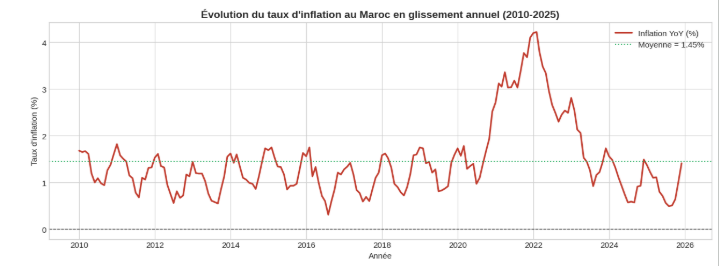 Évolution du taux d'inflation au Maroc en glissement annuel (2010-2025)
Inflation YoY (%)
Moyenne = 1.45%
Taux d'inflation (%)
4
3
2
1
0
2010 2012 2014 2016 2018 2020 2022 2024 2026
Année